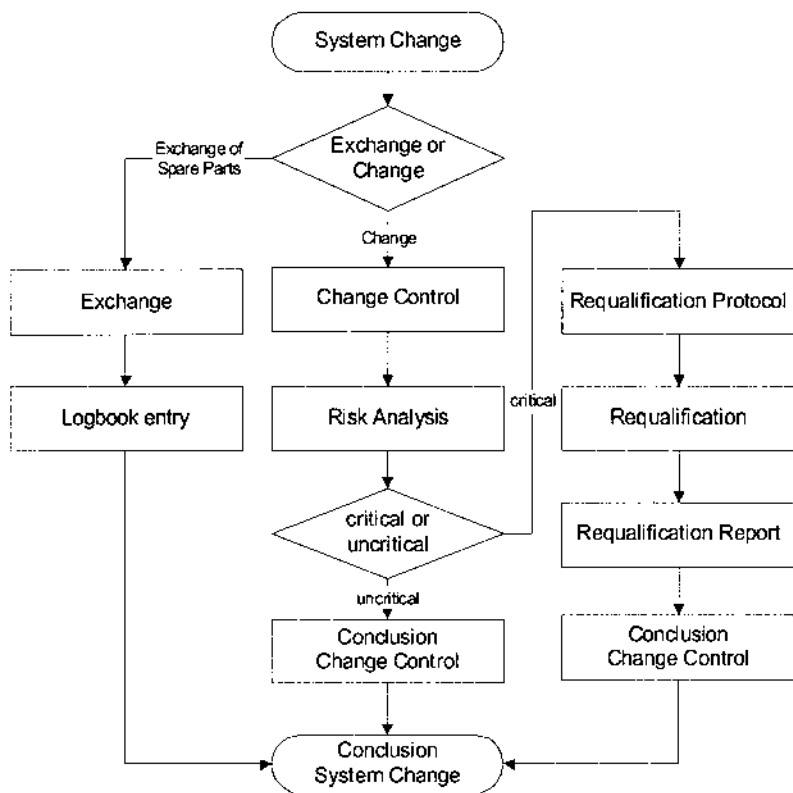 System Change
Exchange or
Change
Exchange of
Spare Parts
Change
Exchange
Change Control
Requalification Protocol
Logbook entry
Risk Analysis
critical
Requalification
critical or
uncritical
Requalification Report
uncritical
Conclusion
Change Control
Conclusion
Change Control
Conclusion
System Change